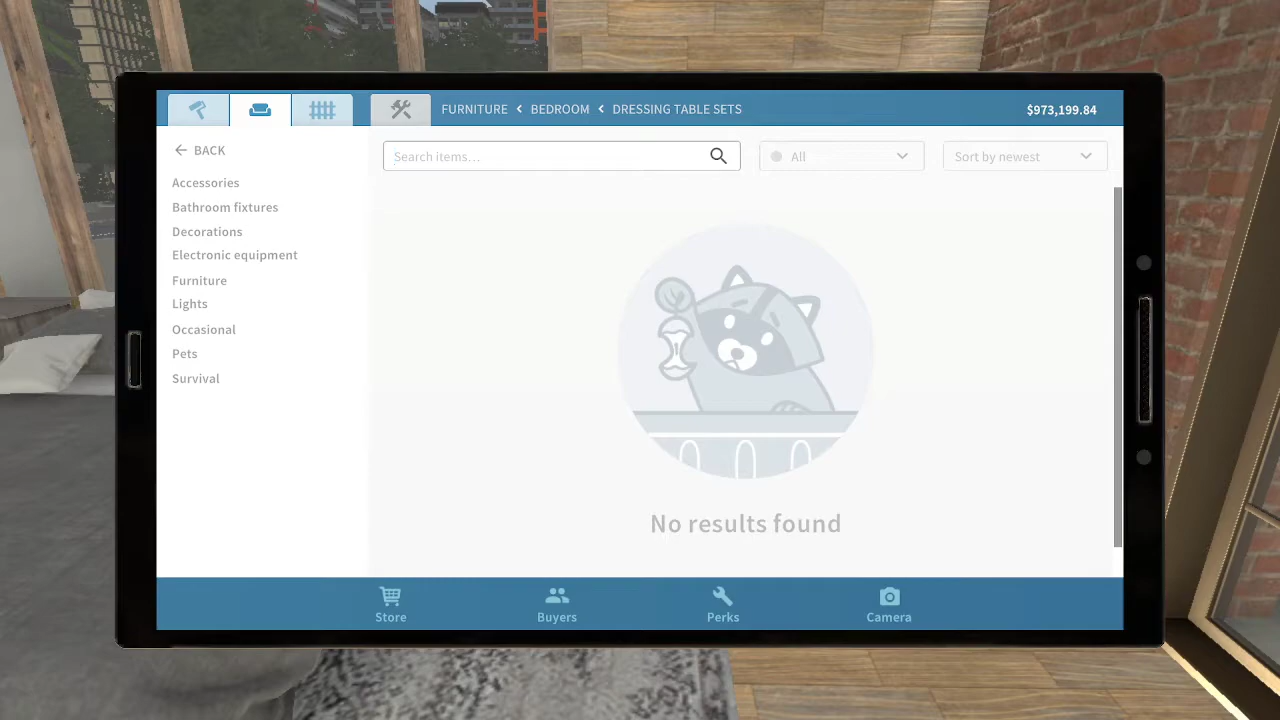 FURNITURE < BEDROOM < DRESSING TABLE SETS
$973,199.84
BACK
Search items...
All
Sort by newest
Accessories
Bathroom fixtures
Decorations
Electronic equipment
Furniture
Lights
Occasional
Pets
Survival
No results found
Store
Buyers
Perks
Camera